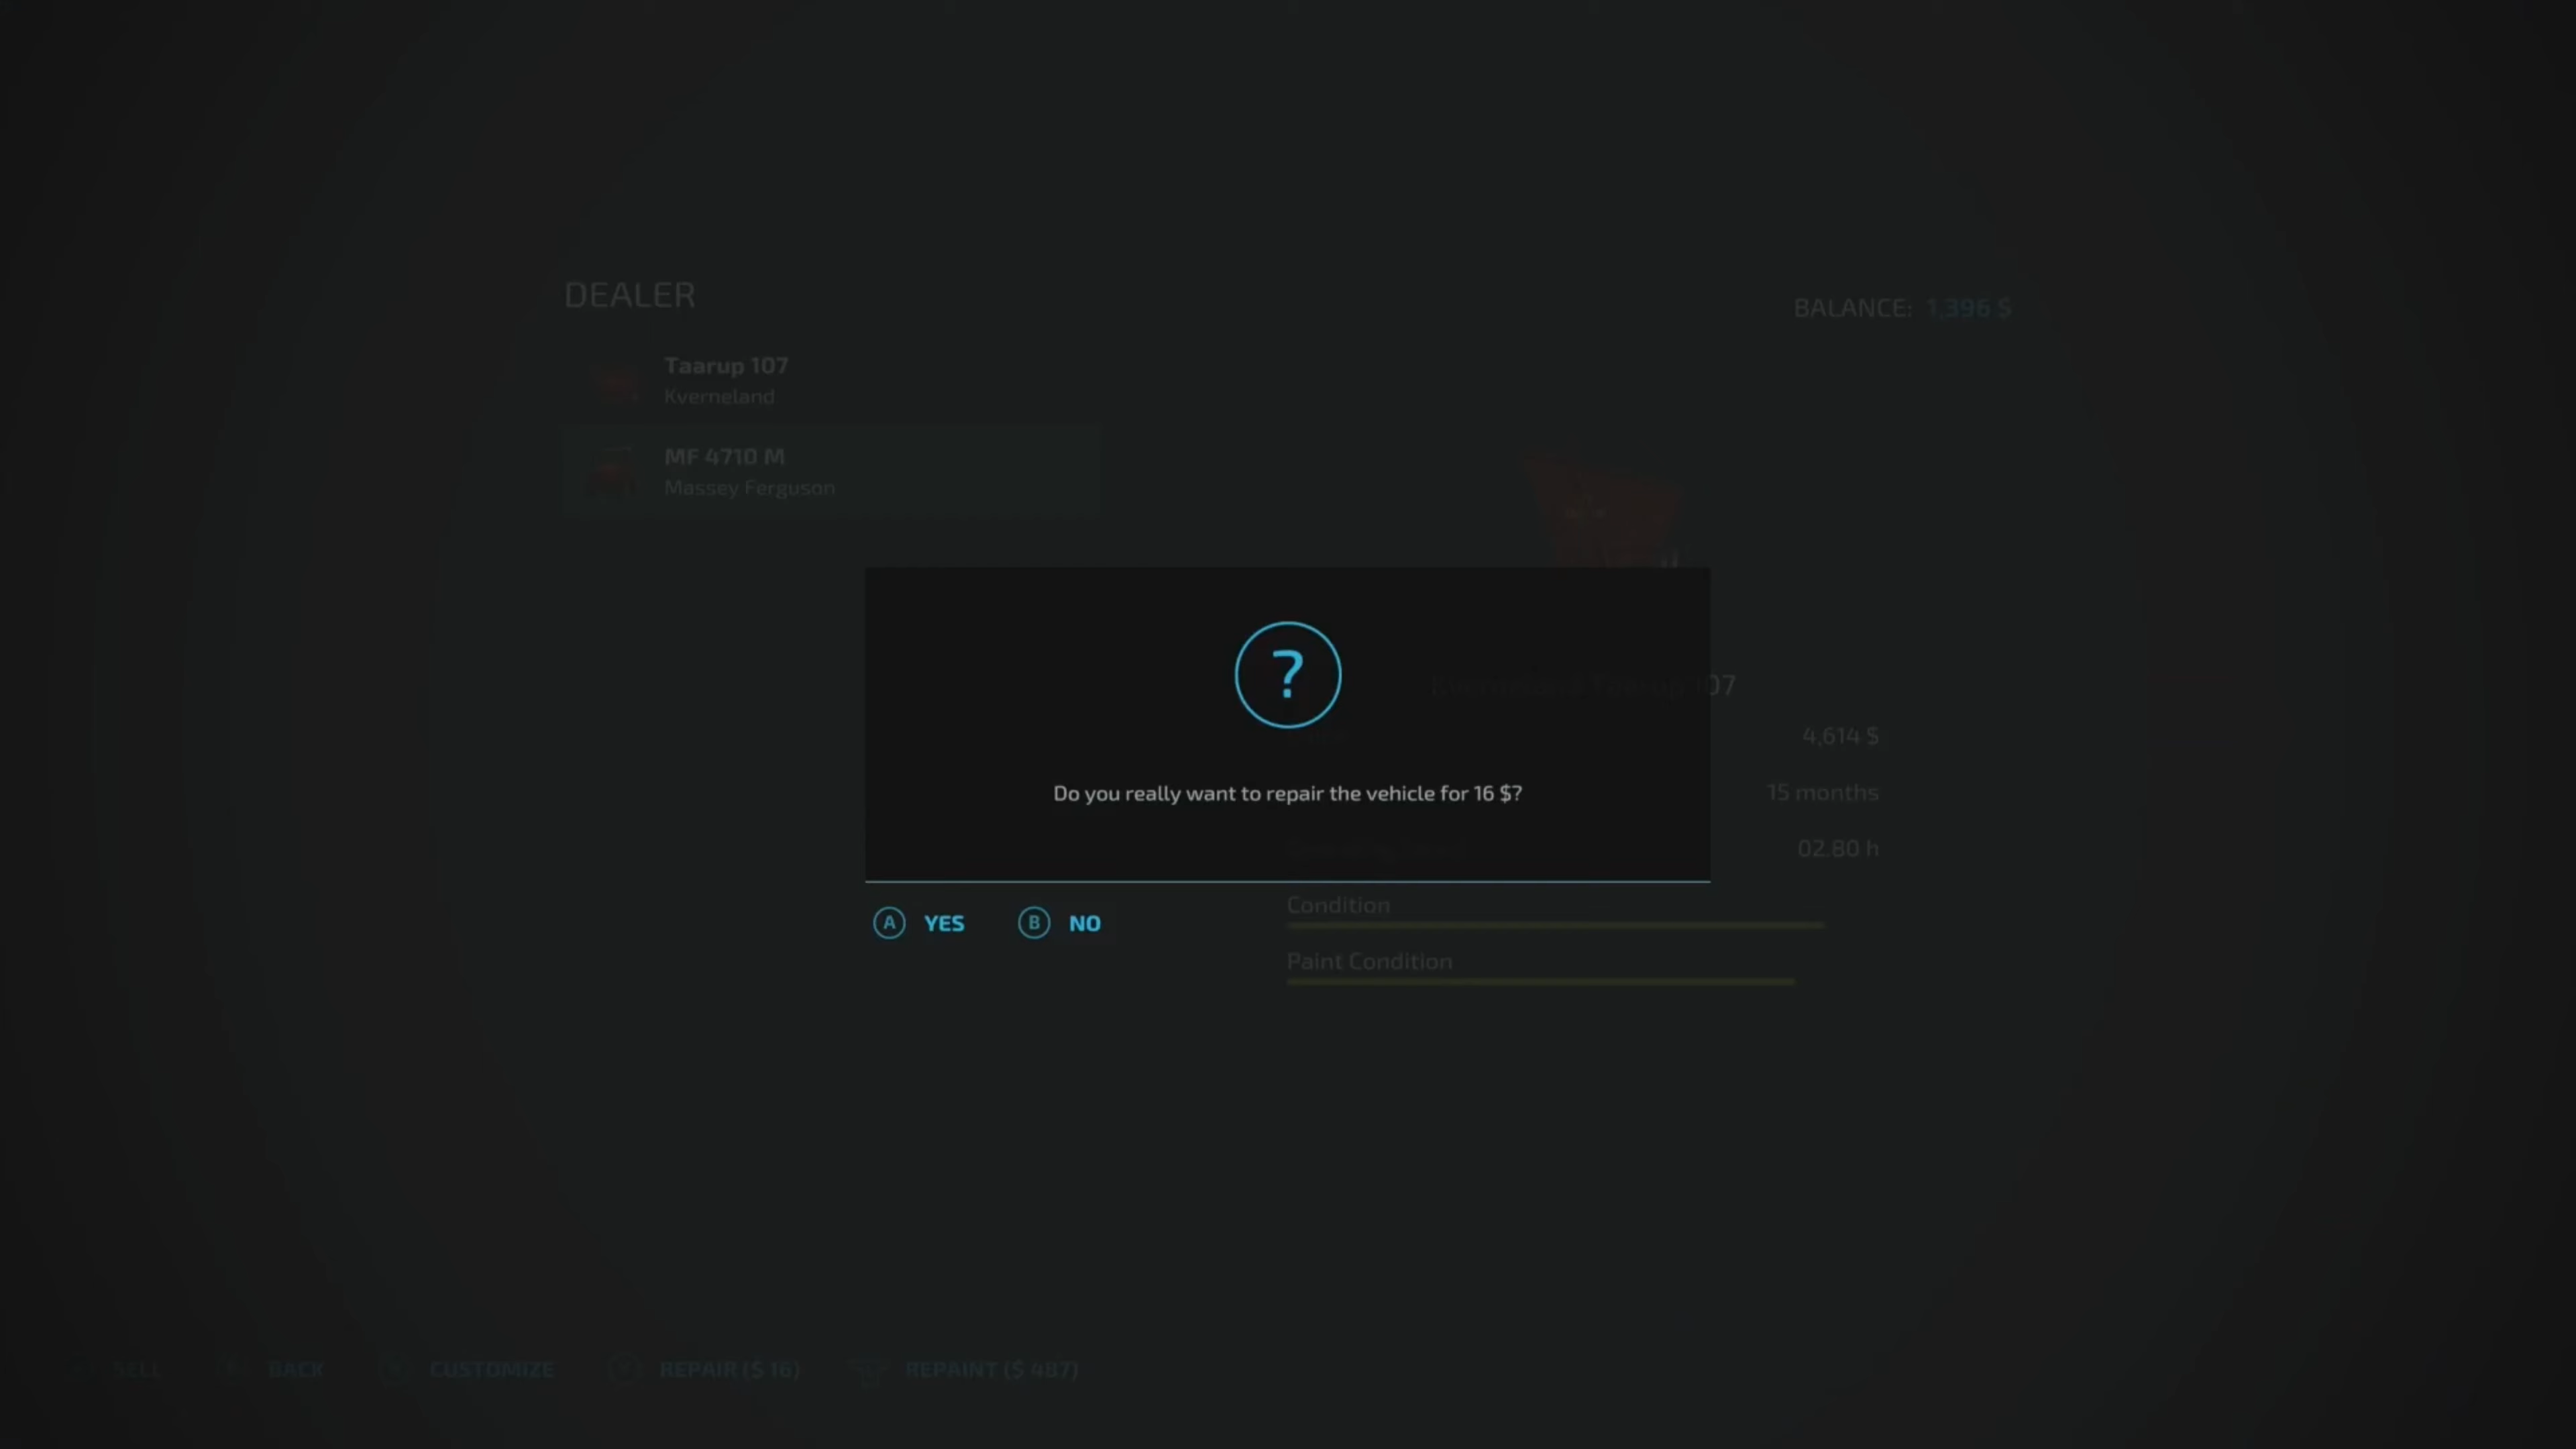 DEALER
BALANCE: 1,396 $
Taarup 107
Kverneland
MF 4710 M
Massey Ferguson
?
Taarup 107
4,614 $
Do you really want to repair the vehicle for 16 $?
15 months
02.80 h
A YES B NO
Condition
Paint Condition
SELL BACK CUSTOMIZE REPAIR ($ 16) REPAINT ($ 487)